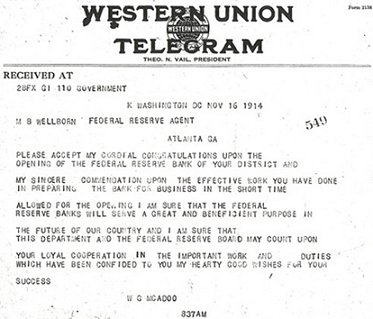 Form 2138
WESTERN UNION
WESTERN UNION
TELEGRAM
THEO. N. VAIL, PRESIDENT
RECEIVED AT
28FX GI 110 GOVERNMENT
K WASHINGTON DC NOV 16 1914
549
M B WELLBORN FEDERAL RESERVE AGENT
ATLANTA GA
PLEASE ACCEPT MY CORDIAL CONGRATULATIONS UPON THE
OPENING OF THE FEDERAL RESERVE BANK OF YOUR DISTRICT AND
MY SINCERE COMMENDATION UPON THE EFFECTIVE WORK YOU HAVE DONE
IN PREPARING THE BANK FOR BUSINESS IN THE SHORT TIME
ALLOWED FOR THE OPENING I AM SURE THAT THE FEDERAL
RESERVE BANKS WILL SERVE A GREAT AND BENEFICIENT PURPOSE IN
THE FUTURE OF OUR COUNTRY AND I AM SURE THAT
THIS DEPARTMENT AND THE FEDERAL RESERVE BOARD MAY COUNT UPON
YOUR LOYAL COOPERATION IN THE IMPORTANT WORK AND DUTIES
WHICH HAVE BEEN CONFIDED TO YOU MY HEARTY GOOD WISHES FOR YOUR
SUCCESS
W G MCADOO
837AM